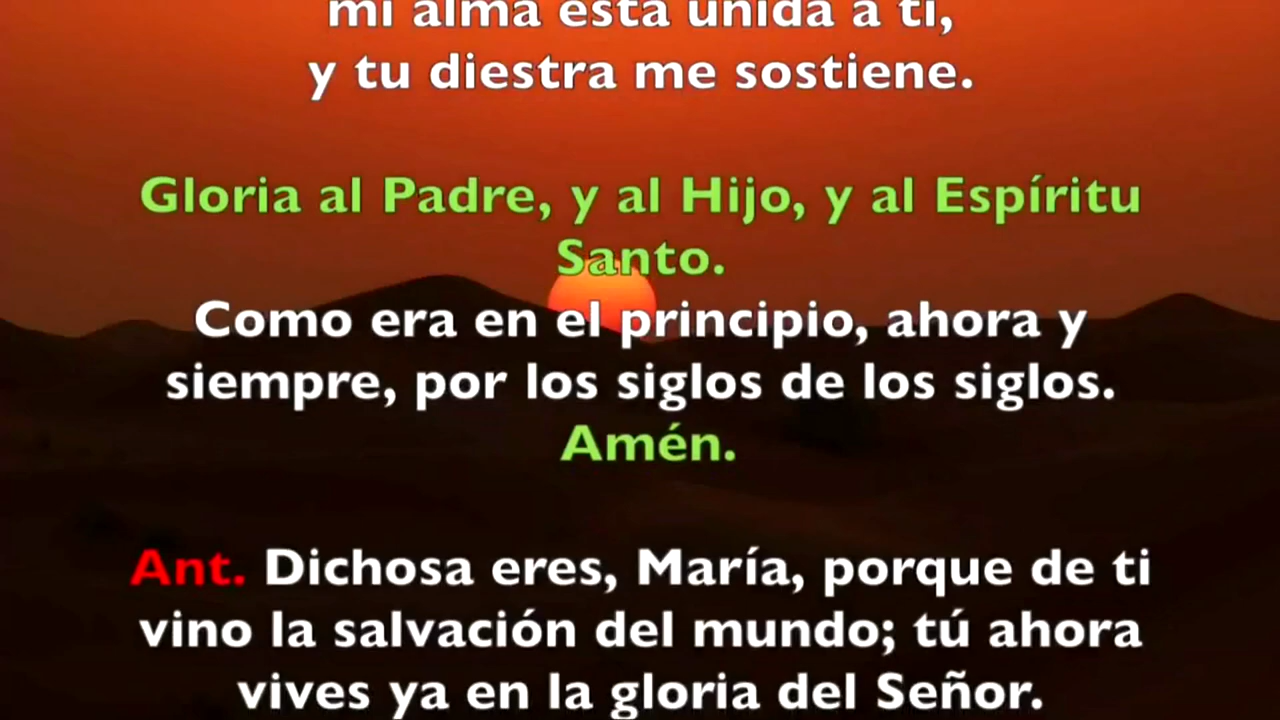 mi alma está unida a ti,
y tu diestra me sostiene.
Gloria al Padre, y al Hijo, y al Espíritu
Santo.
Como era en el principio, ahora y
siempre, por los siglos de los siglos.
Amén.
Ant. Dichosa eres, María, porque de ti
vino la salvación del mundo; tú ahora
vives ya en la gloria del Señor.